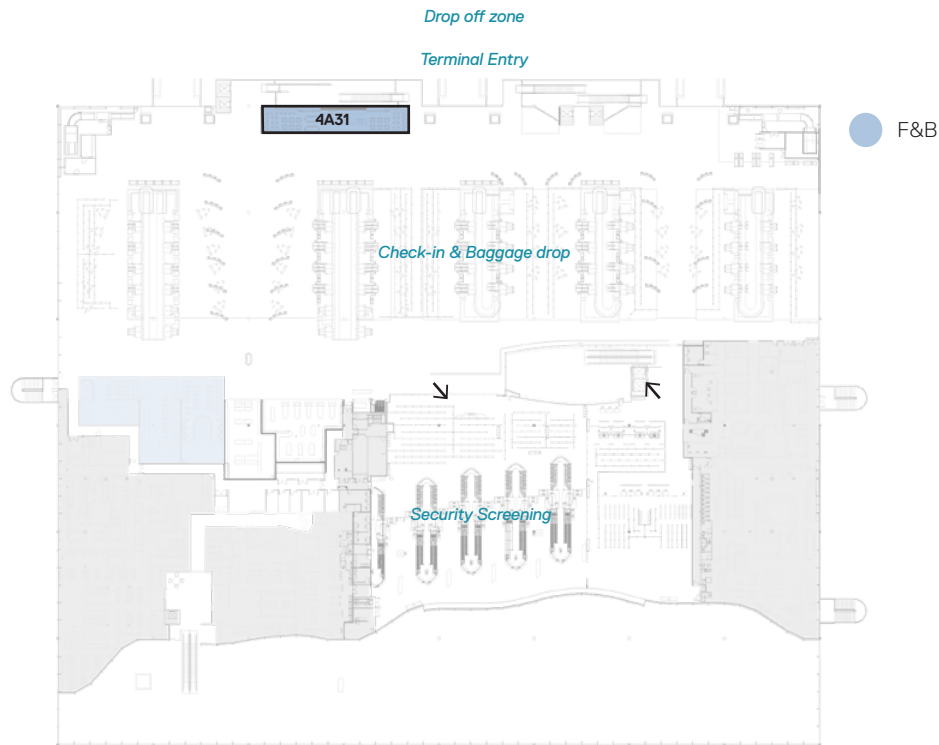 Drop off zone
Terminal Entry
4A31
F&B
Check-in & Baggage drop
Security Screening